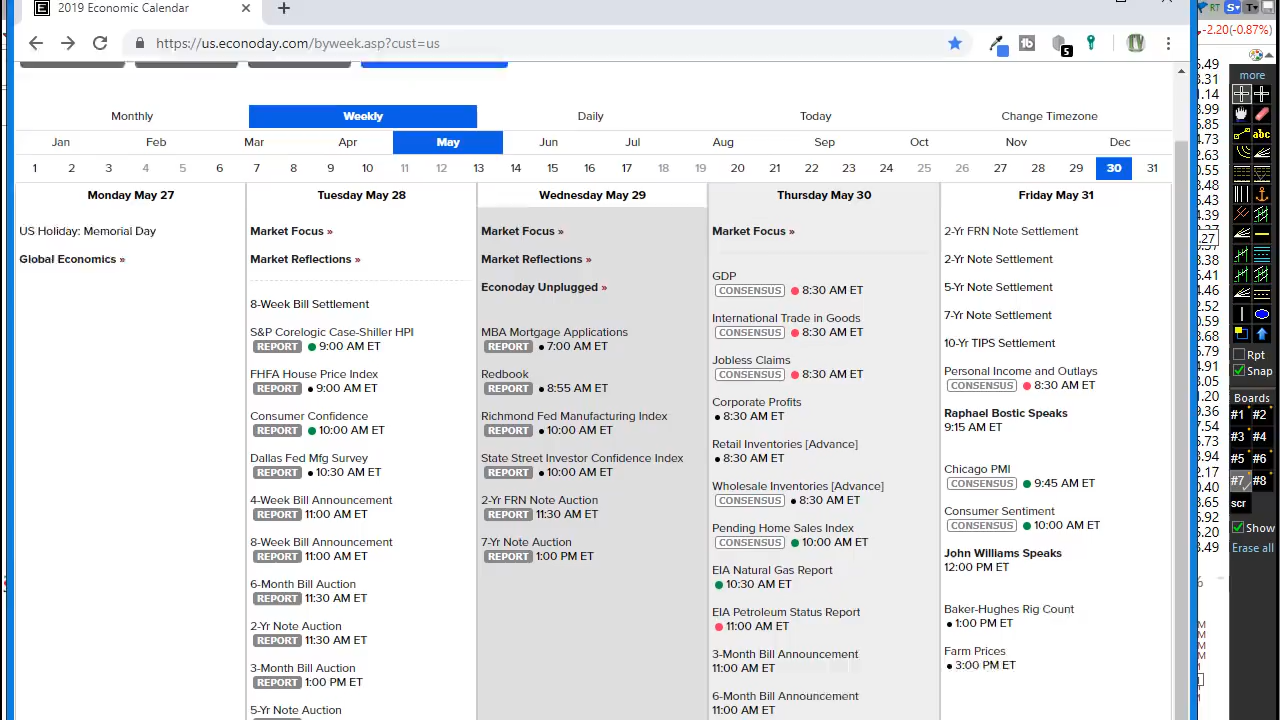 2019 Economic Calendar
https://us.econoday.com/byweek.asp?cust=us
5
RT
S
T
-2.20(-0.87%)
Monthly
Weekly
Daily
Today
Change Timezone
Jan Feb Mar Apr May Jun Jul Aug Sep Oct Nov Dec
1 2 3 5 6 7 8 9 10 11 12 13 14 15 16 17 18 19 20 21 22 23 24 25 26 27 28 29 30 31
Monday May 27
US Holiday: Memorial Day
Global Economics »
Tuesday May 28
Market Focus »
Market Reflections »
8-Week Bill Settlement
S&P Corelogic Case-Shiller HPI
REPORT 9:00 AM ET
FHFA House Price Index
REPORT 9:00 AM ET
Consumer Confidence
REPORT 10:00 AM ET
Dallas Fed Mfg Survey
REPORT 10:30 AM ET
4-Week Bill Announcement
11:00 AM ET
8-Week Bill Announcement
11:00 AM ET
6-Month Bill Auction
REPORT 11:30 AM ET
2-Yr Note Auction
REPORT 11:30 AM ET
3-Month Bill Auction
REPORT 1:00 PM ET
5-Yr Note Auction
Wednesday May 29
Market Focus »
Market Reflections »
Econoday Unplugged »
MBA Mortgage Applications
REPORT 7:00 AM ET
Redbook
REPORT 8:55 AM ET
Richmond Fed Manufacturing Index
REPORT 10:00 AM ET
State Street Investor Confidence Index
REPORT 10:00 AM ET
2-Yr FRN Note Auction
REPORT 11:30 AM ET
7-Yr Note Auction
REPORT 1:00 PM ET
Thursday May 30
Market Focus »
GDP
CONSENSUS 8:30 AM ET
International Trade in Goods
CONSENSUS 8:30 AM ET
Jobless Claims
CONSENSUS 8:30 AM ET
Corporate Profits
8:30 AM ET
Retail Inventories [Advance]
8:30 AM ET
Wholesale Inventories [Advance]
CONSENSUS 8:30 AM ET
Pending Home Sales Index
CONSENSUS 10:00 AM ET
EIA Natural Gas Report
10:30 AM ET
EIA Petroleum Status Report
11:00 AM ET
3-Month Bill Announcement
11:00 AM ET
6-Month Bill Announcement
11:00 AM ET
Friday May 31
2-Yr FRN Note Settlement
2-Yr Note Settlement
5-Yr Note Settlement
7-Yr Note Settlement
10-Yr TIPS Settlement
Personal Income and Outlays
CONSENSUS 8:30 AM ET
Raphael Bostic Speaks
9:15 AM ET
Chicago PMI
CONSENSUS 9:45 AM ET
Consumer Sentiment
CONSENSUS 10:00 AM ET
John Williams Speaks
12:00 PM ET
Baker-Hughes Rig Count
1:00 PM ET
Farm Prices
3:00 PM ET
more
abc
Rpt
Snap
Boards
#1 #2
#3 #4
#5 #6
#7 #8
scr
Show
Erase all